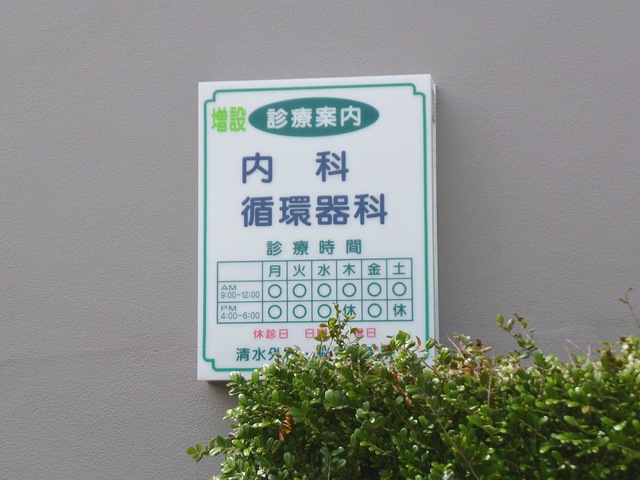 増設 診療案内
内 科
循環器科
診療時間
月 火 水 木 金 土
AM 9:00~12:00 ○ ○ ○ ○ ○ ○
PM 4:00~6:00 ○ ○ ○ 休 ○ 休
休診日 日 日
清水外